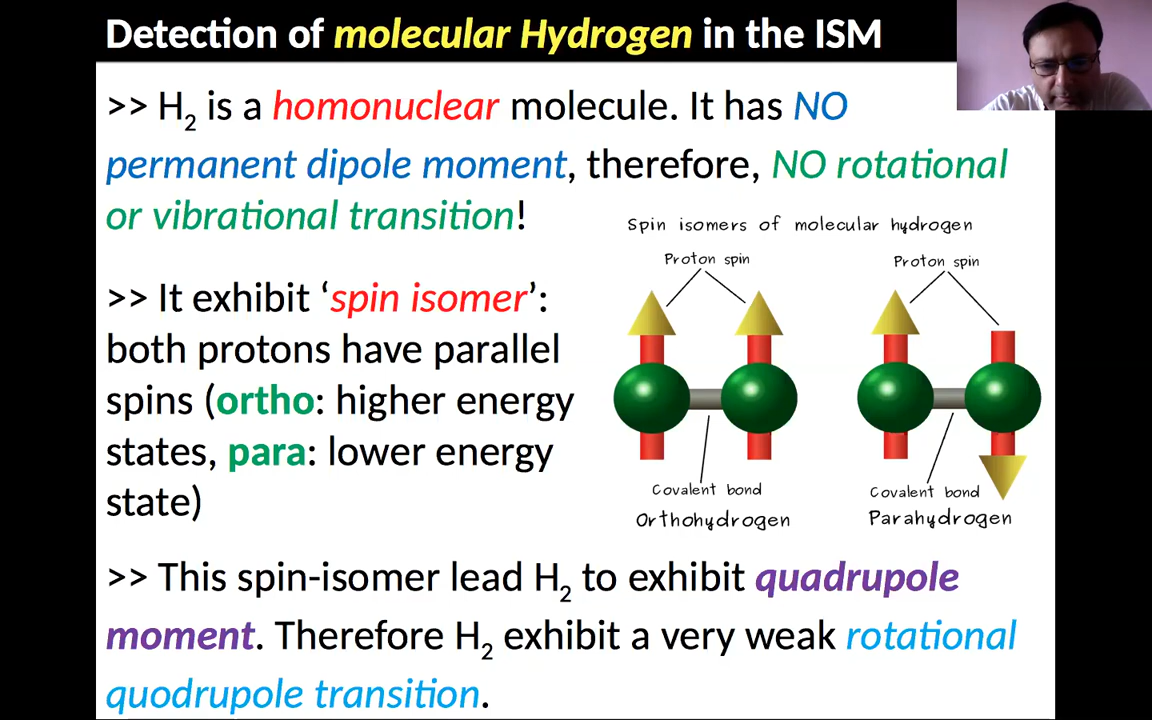 Detection of molecular Hydrogen in the ISM
>> H2 is a homonuclear molecule. It has NO
permanent dipole moment, therefore, NO rotational
or vibrational transition!
>> It exhibit ‘spin isomer’:
both protons have parallel
spins (ortho: higher energy
states, para: lower energy
state)
Spin isomers of molecular hydrogen
Proton spin
Proton spin
Covalent bond
Covalent bond
Orthohydrogen
Parahydrogen
>> This spin-isomer lead H2 to exhibit quadrupole
moment. Therefore H2 exhibit a very weak rotational
quodrupole transition.